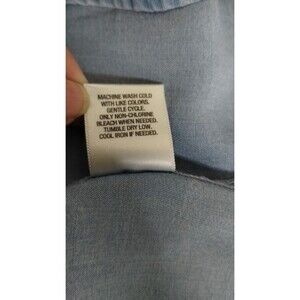 MACHINE WASH COLD
WITH LIKE COLORS.
GENTLE CYCLE.
ONLY NON-CHLORINE
BLEACH WHEN NEEDED.
TUMBLE DRY LOW.
COOL IRON IF NEEDED.